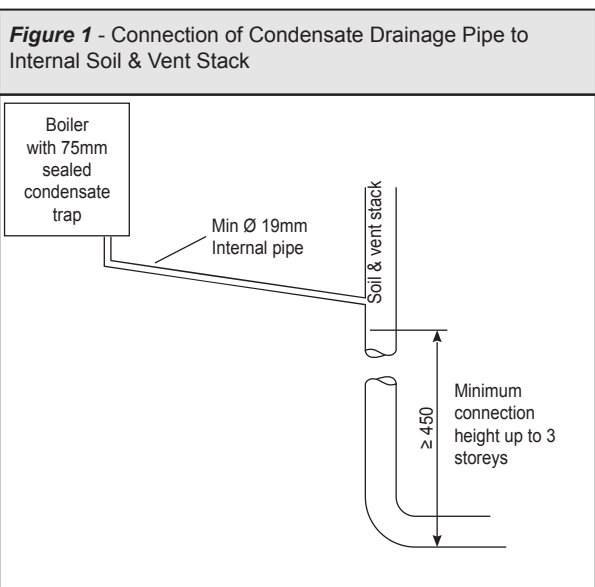 Figure 1 - Connection of Condensate Drainage Pipe to
Internal Soil & Vent Stack
Boiler
with 75mm
sealed
condensate
trap
Min Ø 19mm
Internal pipe
Soil & vent stack
≥ 450
Minimum
connection
height up to 3
storeys